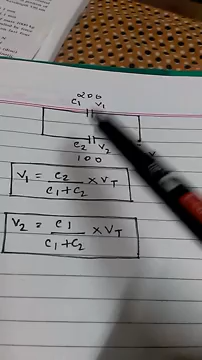 200
C1 V1
C2 V2
100
V1 = C2 / C1+C2 × VT
V2 = C1 / C1+C2 × VT